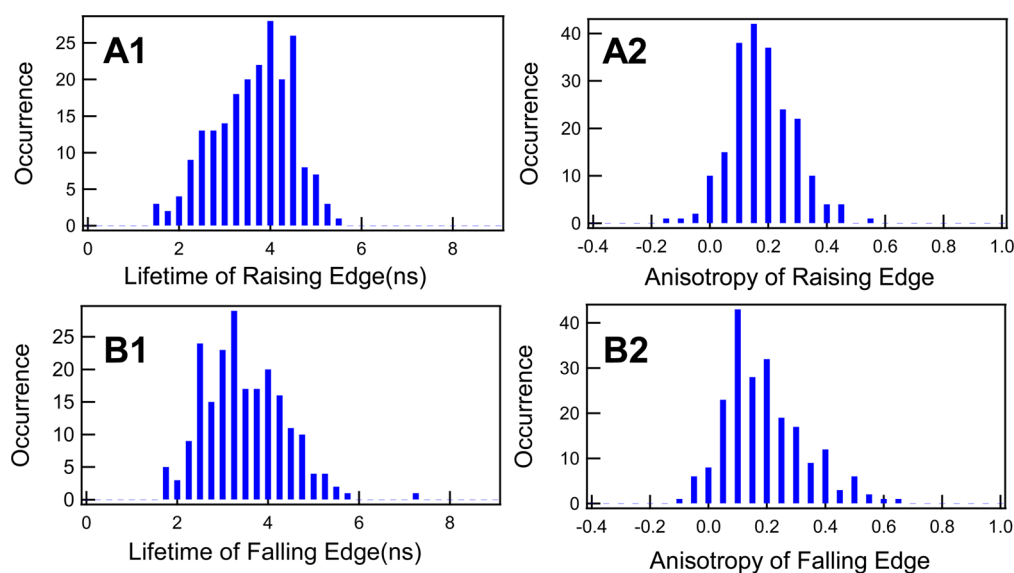 A1
Occurrence
25
20
15
10
5
0
0 2 4 6 8
Lifetime of Raising Edge(ns)
A2
Occurrence
40
30
20
10
0
-0.4 -0.2 0.0 0.2 0.4 0.6 0.8 1.0
Anisotropy of Raising Edge
B1
Occurrence
25
20
15
10
5
0
0 2 4 6 8
Lifetime of Falling Edge(ns)
B2
Occurrence
40
30
20
10
0
-0.4 -0.2 0.0 0.2 0.4 0.6 0.8 1.0
Anisotropy of Falling Edge